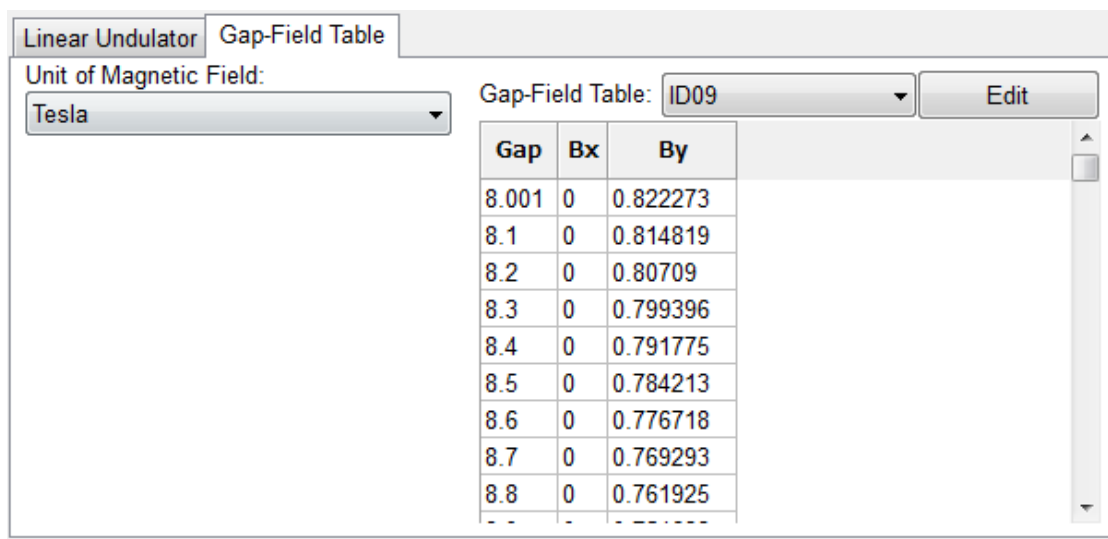 Linear Undulator Gap-Field Table
Unit of Magnetic Field:
Tesla
Gap-Field Table: ID09 Edit
Gap Bx By
8.001 0 0.822273
8.1 0 0.814819
8.2 0 0.80709
8.3 0 0.799396
8.4 0 0.791775
8.5 0 0.784213
8.6 0 0.776718
8.7 0 0.769293
8.8 0 0.761925